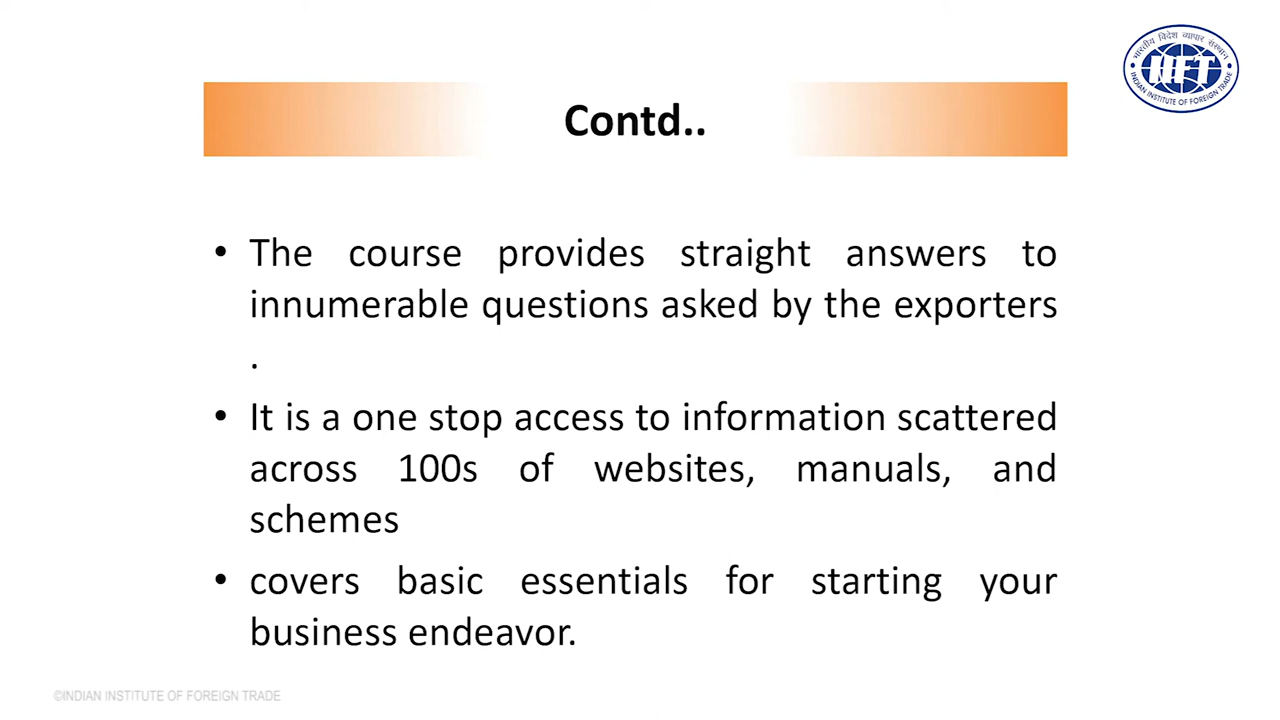 भारतीय विदेश व्यापार संस्थान
IIFT
INDIAN INSTITUTE OF FOREIGN TRADE
Contd..
• The course provides straight answers to
innumerable questions asked by the exporters
.
• It is a one stop access to information scattered
across 100s of websites, manuals, and
schemes
• covers basic essentials for starting your
business endeavor.
©INDIAN INSTITUTE OF FOREIGN TRADE